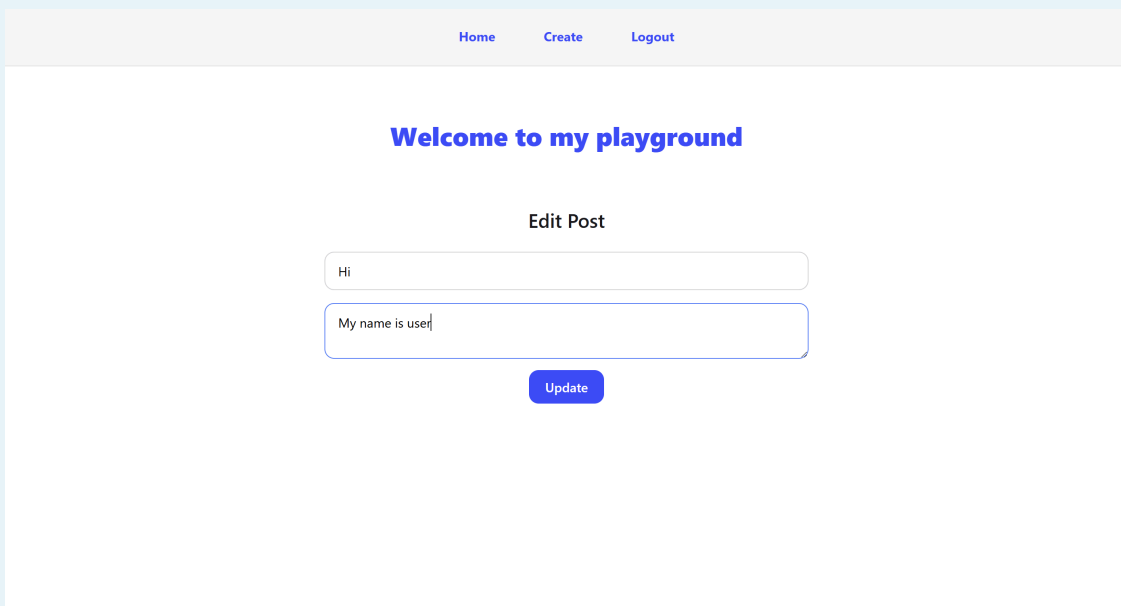 Home Create Logout
Welcome to my playground
Edit Post
Hi
My name is user
Update